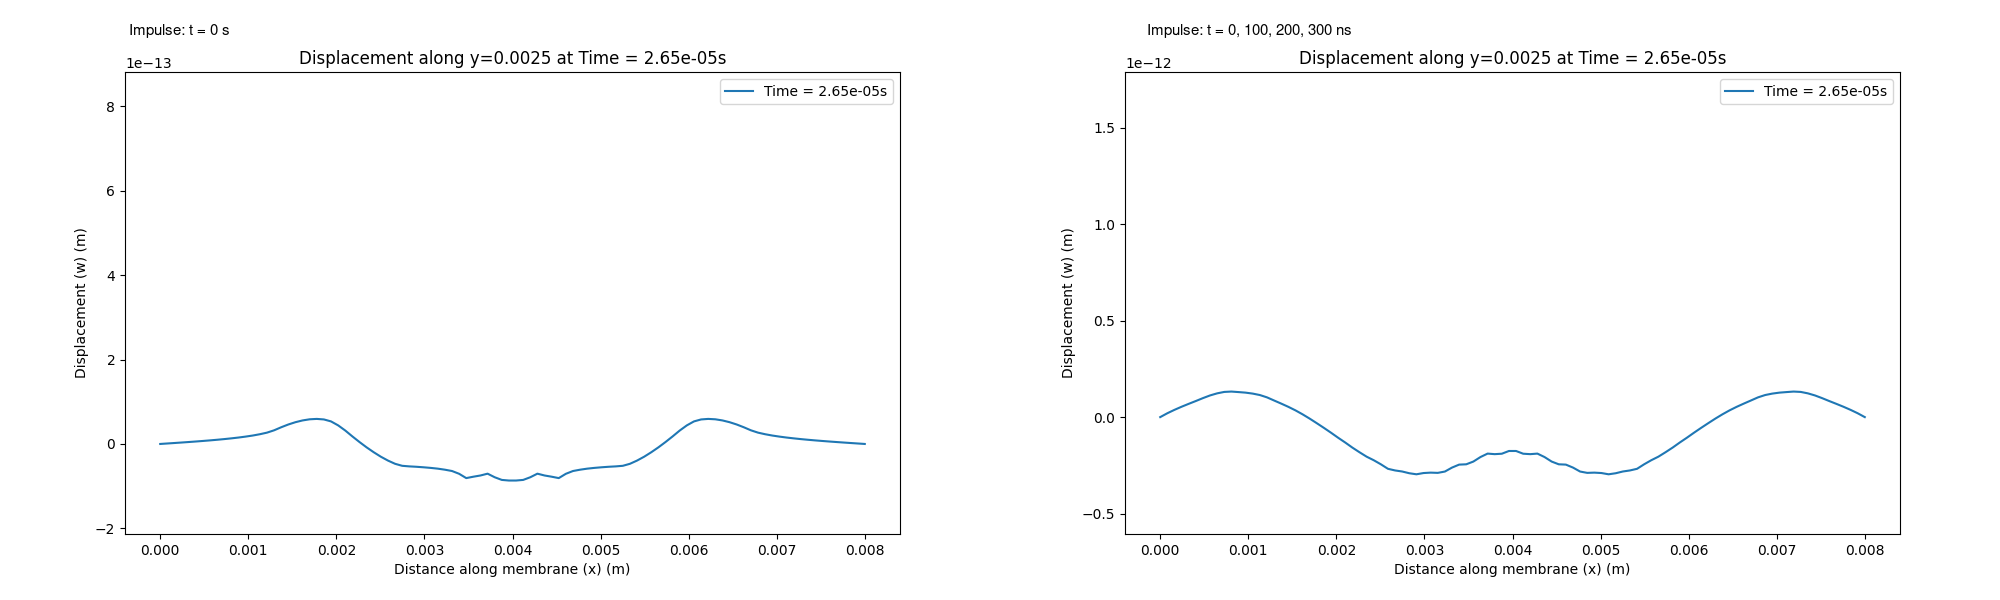 Impulse: t = 0 s
Displacement along y=0.0025 at Time = 2.65e-05s
1e−13
Time = 2.65e-05s
8
6
4
2
0
−2
Displacement (w) (m)
0.000 0.001 0.002 0.003 0.004 0.005 0.006 0.007 0.008
Distance along membrane (x) (m)
Impulse: t = 0, 100, 200, 300 ns
Displacement along y=0.0025 at Time = 2.65e-05s
1e−12
Time = 2.65e-05s
1.5
1.0
0.5
0.0
−0.5
Displacement (w) (m)
0.000 0.001 0.002 0.003 0.004 0.005 0.006 0.007 0.008
Distance along membrane (x) (m)